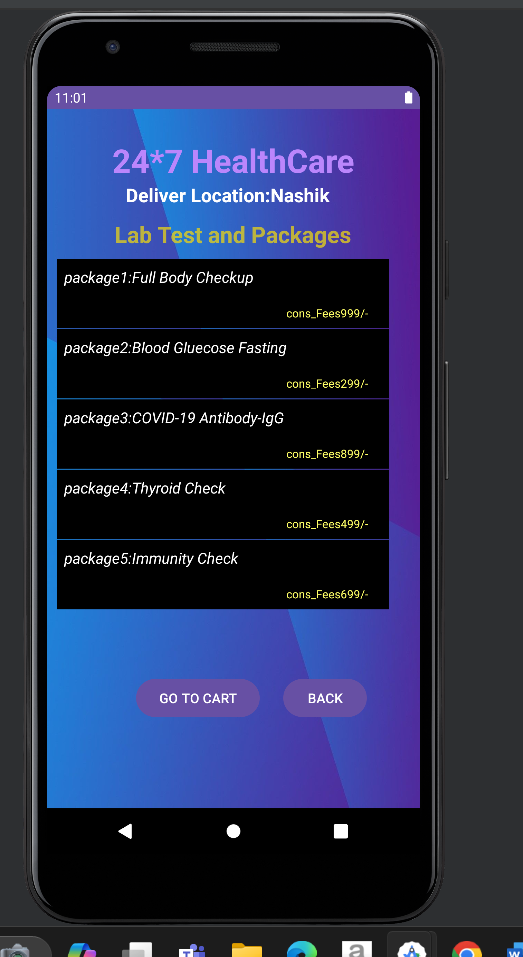 11:01
24*7 HealthCare
Deliver Location:Nashik
Lab Test and Packages
package1:Full Body Checkup
cons_Fees999/-
package2:Blood Gluecose Fasting
cons_Fees299/-
package3:COVID-19 Antibody-IgG
cons_Fees899/-
package4:Thyroid Check
cons_Fees499/-
package5:Immunity Check
cons_Fees699/-
GO TO CART BACK